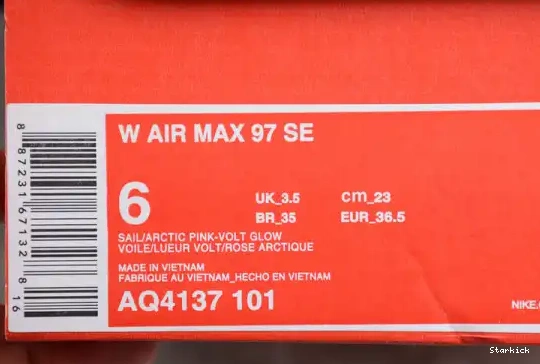 W AIR MAX 97 SE
6
UK_3.5 cm_23
BR_35 EUR_36.5
SAIL/ARCTIC PINK-VOLT GLOW
VOILE/LUEUR VOLT/ROSE ARCTIQUE
MADE IN VIETNAM
FABRIQUE AU VIETNAM_HECHO EN VIETNAM
AQ4137 101
8 87231 67132 8 16
Starkick